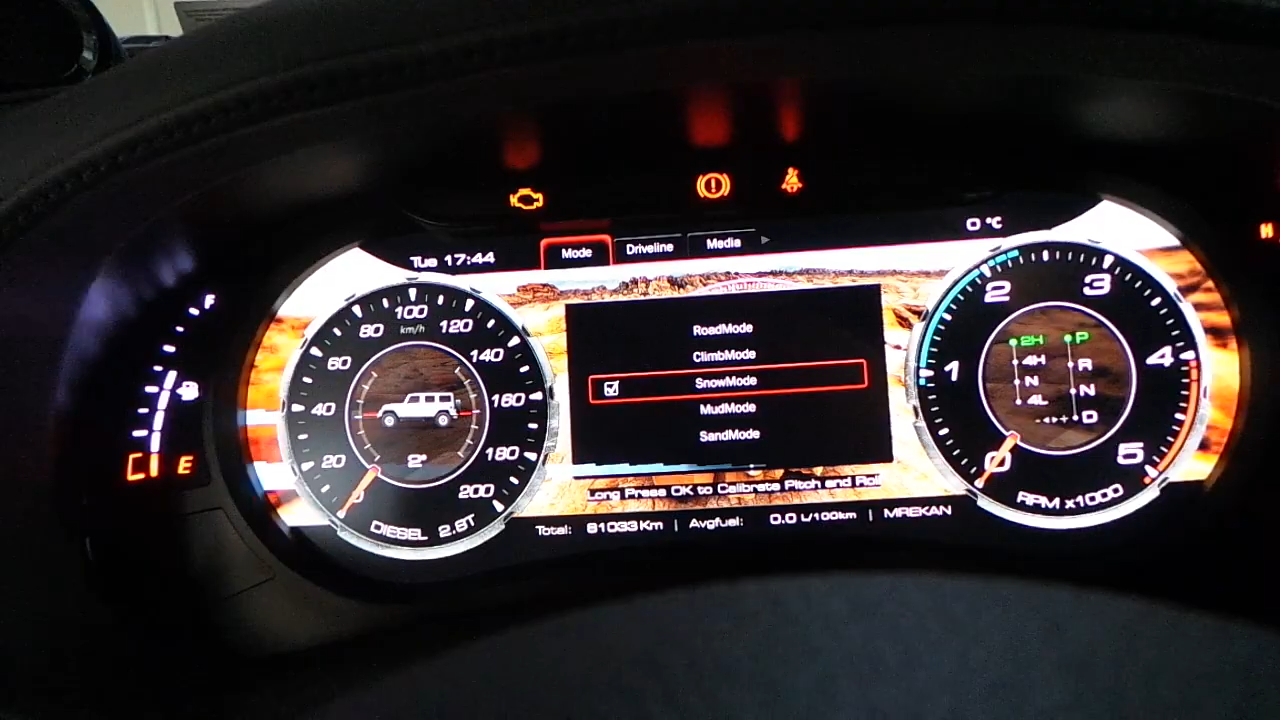 Tue 17:44
Mode
Driveline
Media
0 °C
RoadMode
ClimbMode
SnowMode
MudMode
SandMode
Long Press OK to Calibrate Pitch and Roll
Total: 81033Km | Avgfuel: 0.0 L/100km | MREKAN
F
C
E
20
40
60
80
100
120
140
160
180
200
km/h
2°
DIESEL 2.8T
0
1
2
3
4
5
RPM x1000
2H
4H
N
4L
P
R
N
D
- ◂▸ +
H